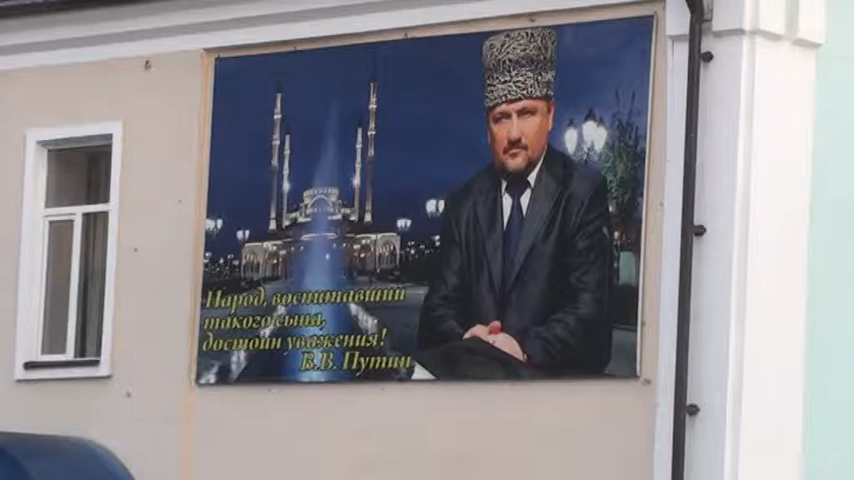 Народ, воспитавший
такого сына,
достоин уважения!
В.В. Путин